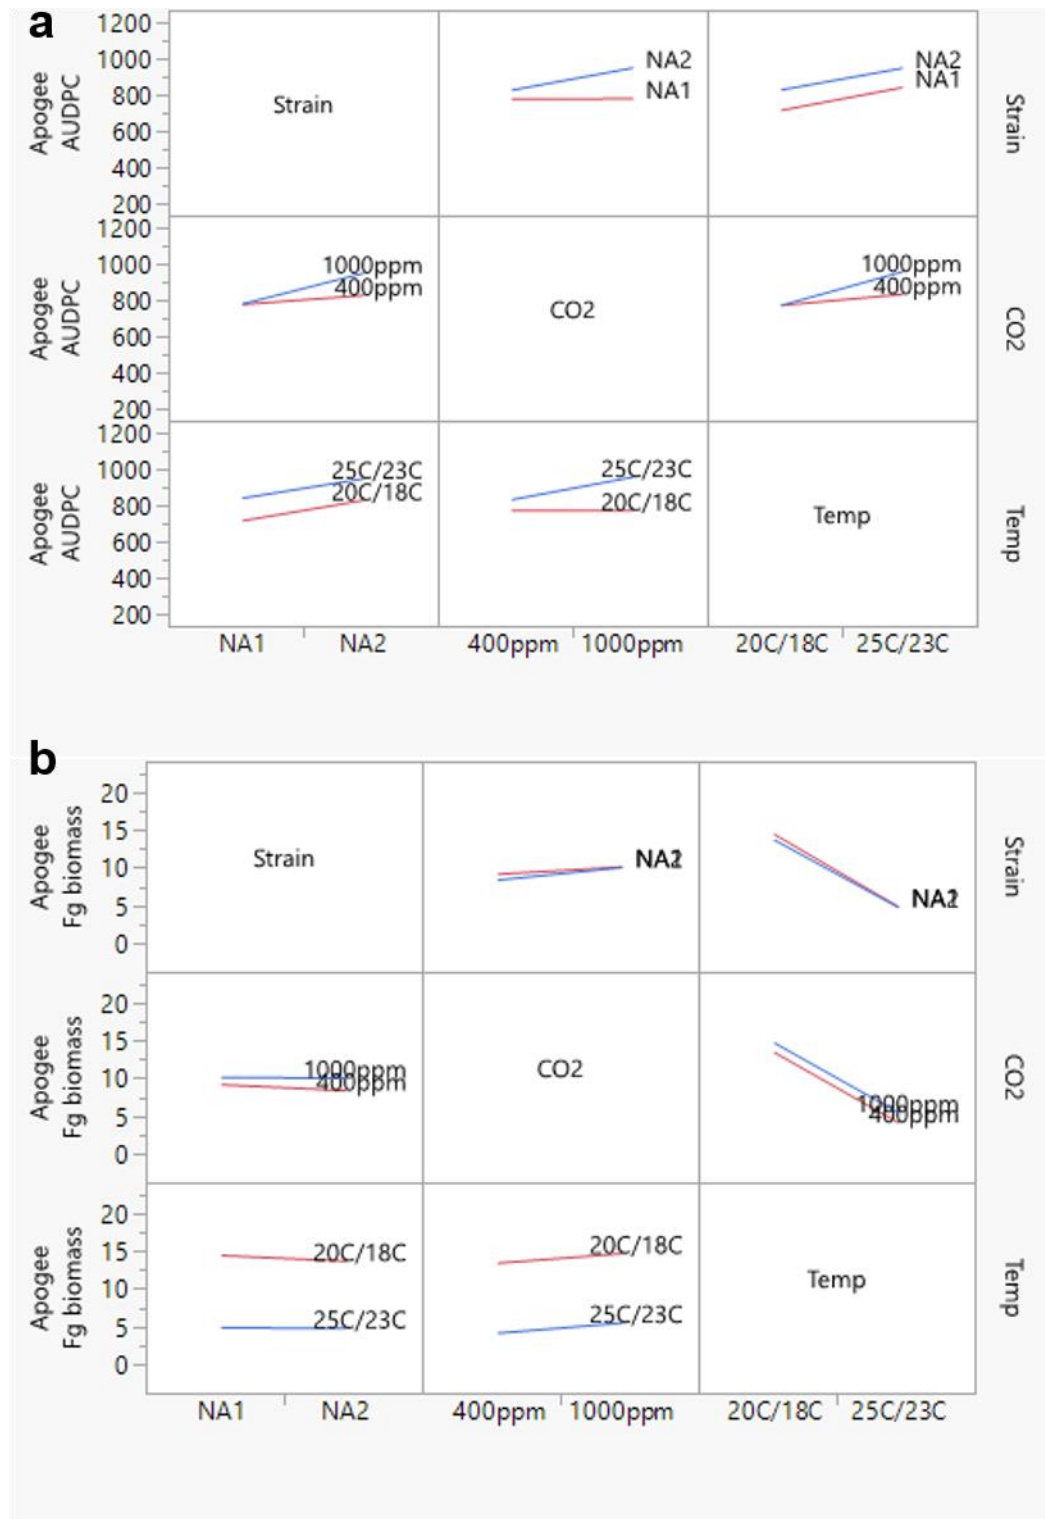 a
1200
1000
800
600
400
200
Apogee
AUDPC
Strain
NA2
NA1
NA2
NA1
Strain
1200
1000
800
600
400
200
Apogee
AUDPC
1000ppm
400ppm
CO2
1000ppm
400ppm
CO2
1200
1000
800
600
400
200
Apogee
AUDPC
25C/23C
20C/18C
25C/23C
20C/18C
Temp
Temp
NA1 NA2 400ppm 1000ppm 20C/18C 25C/23C
b
20
15
10
5
0
Apogee
Fg biomass
Strain
Strain
20
15
10
5
0
Apogee
Fg biomass
1000ppm
400ppm
CO2
1000ppm
400ppm
CO2
20
15
10
5
0
Apogee
Fg biomass
20C/18C
25C/23C
20C/18C
25C/23C
Temp
Temp
NA1 NA2 400ppm 1000ppm 20C/18C 25C/23C